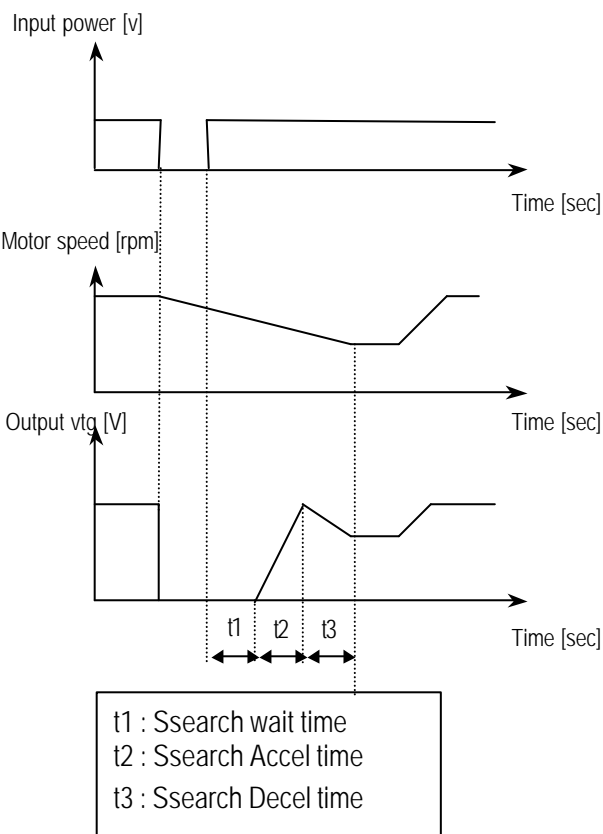 Input power [v]
Time [sec]
Motor speed [rpm]
Time [sec]
Output vtg [V]
t1 t2 t3
Time [sec]
t1 : Ssearch wait time
t2 : Ssearch Accel time
t3 : Ssearch Decel time